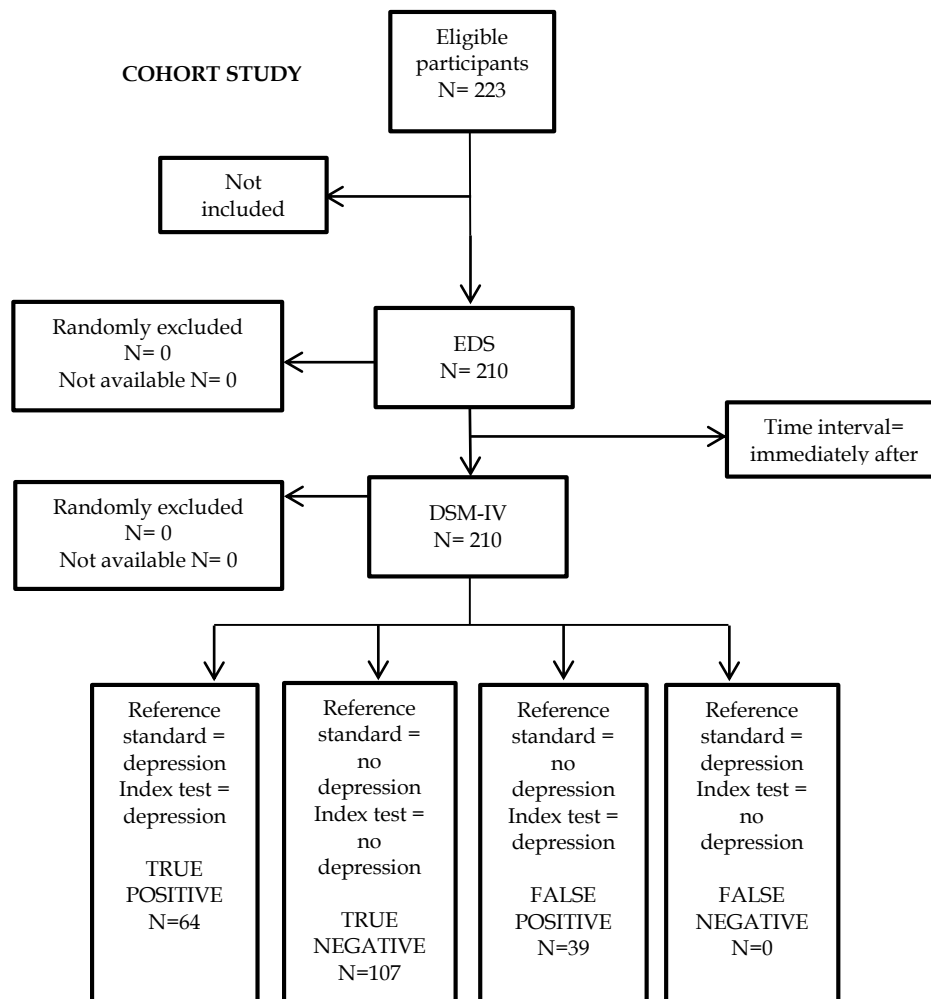 COHORT STUDY
Eligible
participants
N= 223
Not
included
Randomly excluded
N= 0
Not available N= 0
EDS
N= 210
Time interval=
immediately after
Randomly excluded
N= 0
Not available N= 0
DSM-IV
N= 210
Reference
standard =
depression
Index test =
depression
TRUE
POSITIVE
N=64
Reference
standard =
no
depression
Index test =
no
depression
TRUE
NEGATIVE
N=107
Reference
standard =
no
depression
Index test =
depression
FALSE
POSITIVE
N=39
Reference
standard =
depression
Index test =
no
depression
FALSE
NEGATIVE
N=0